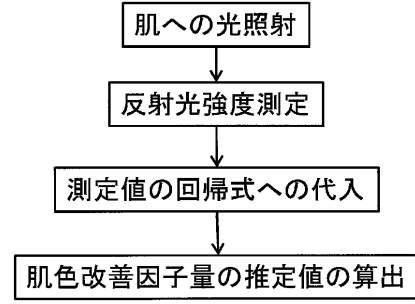 肌への光照射
反射光強度測定
測定値の回帰式への代入
肌色改善因子量の推定値の算出